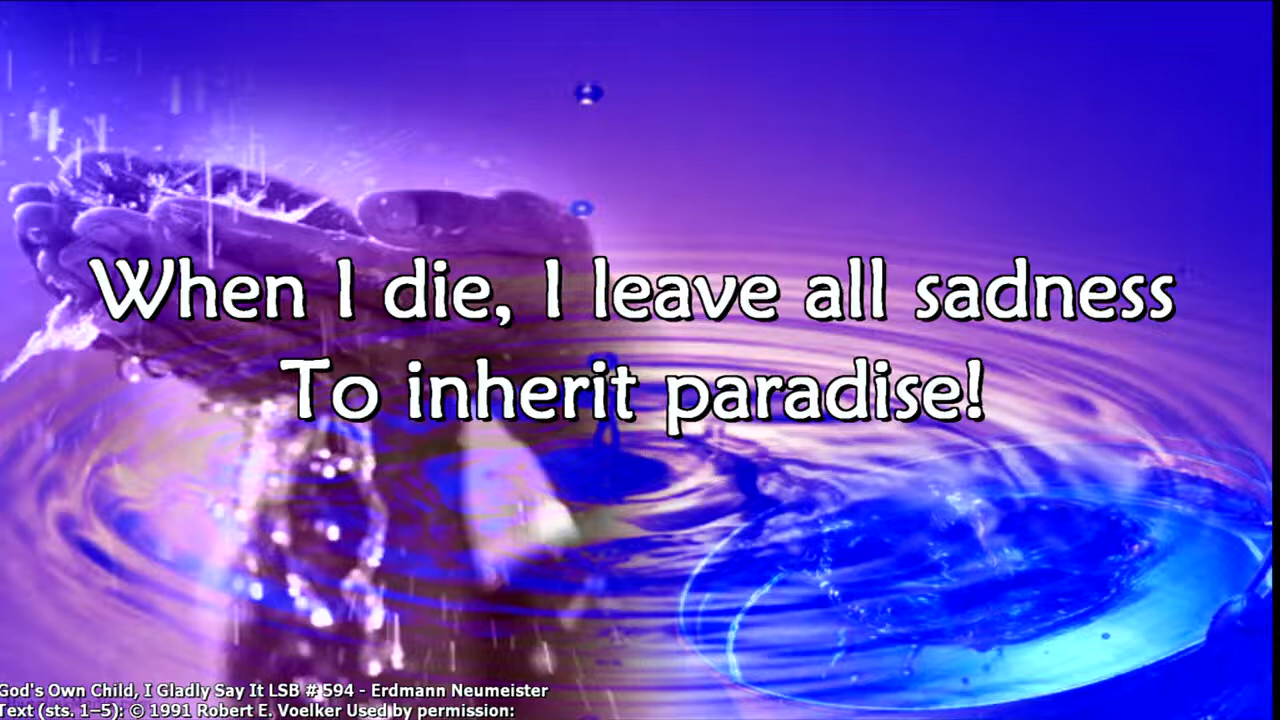 When I die, I leave all sadness
To inherit paradise!
God's Own Child, I Gladly Say It LSB # 594 - Erdmann Neumeister
Text (sts. 1–5): © 1991 Robert E. Voelker Used by permission: